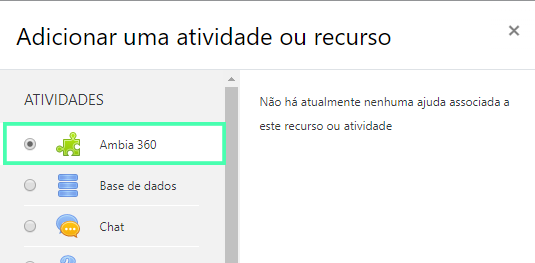 Adicionar uma atividade ou recurso
×
ATIVIDADES
Ambia 360
Base de dados
Chat
Não há atualmente nenhuma ajuda associada a
este recurso ou atividade